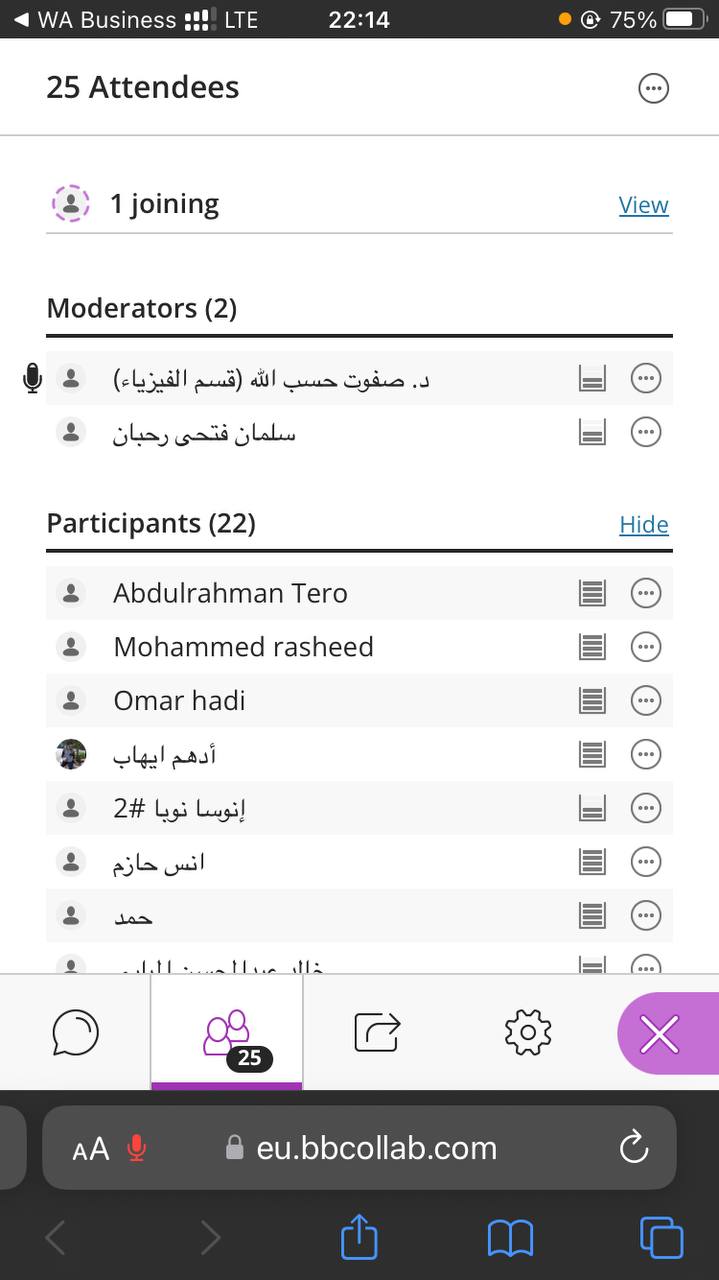 WA Business LTE 22:14 75%
25 Attendees
1 joining View
Moderators (2)
د. صفوت حسب الله (قسم الفيزياء)
سلمان فتحى رحبان
Participants (22) Hide
Abdulrahman Tero
Mohammed rasheed
Omar hadi
أدهم ايهاب
إنوسا نوبا #2
انس حازم
حمد
خالد عبدالحسن
25
AA eu.bbcollab.com